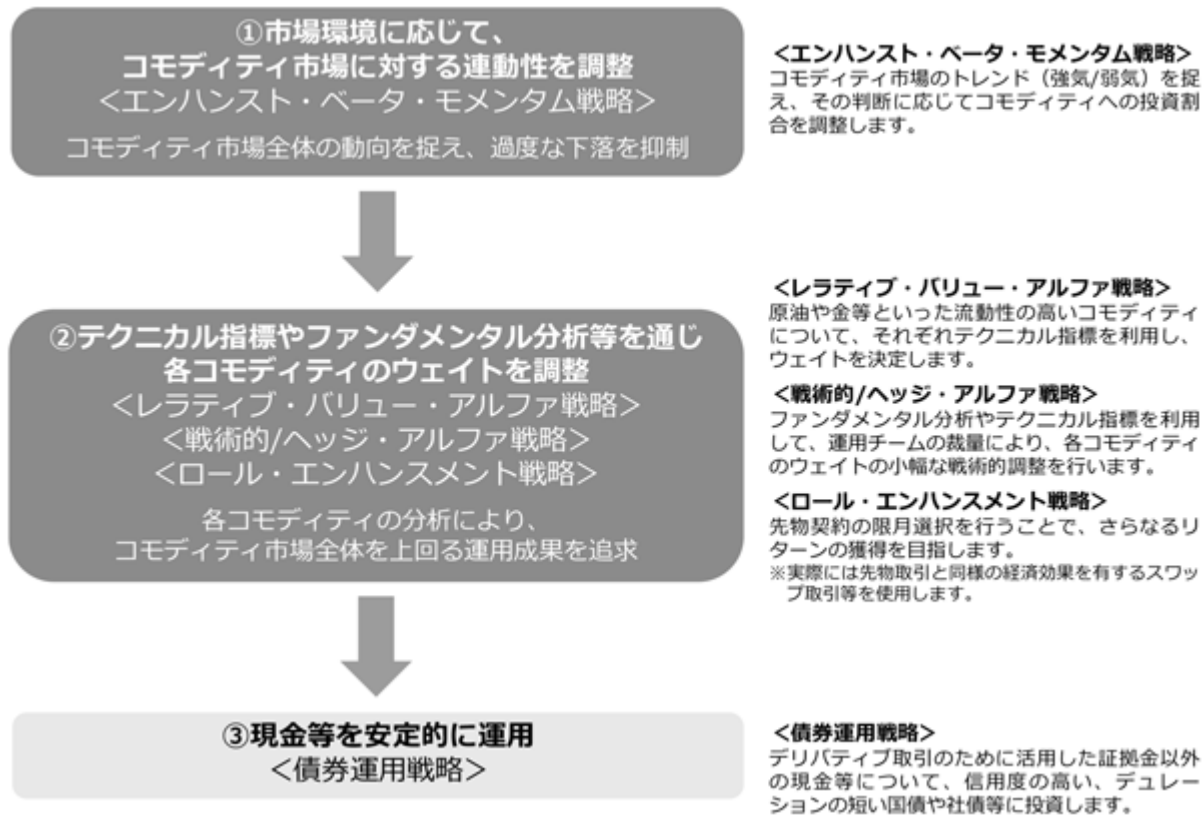 ①市場環境に応じて、
コモディティ市場に対する連動性を調整
<エンハンスト・ベータ・モメンタム戦略>
コモディティ市場全体の動向を捉え、過度な下落を抑制
<エンハンスト・ベータ・モメンタム戦略>
コモディティ市場のトレンド（強気/弱気）を捉
え、その判断に応じてコモディティへの投資割
合を調整します。
②テクニカル指標やファンダメンタル分析等を通じ
各コモディティのウェイトを調整
<レラティブ・バリュー・アルファ戦略>
<戦術的/ヘッジ・アルファ戦略>
<ロール・エンハンスメント戦略>
各コモディティの分析により、
コモディティ市場全体を上回る運用成果を追求
<レラティブ・バリュー・アルファ戦略>
原油や金等といった流動性の高いコモディティ
について、それぞれテクニカル指標を利用し、
ウェイトを決定します。
<戦術的/ヘッジ・アルファ戦略>
ファンダメンタル分析やテクニカル指標を利用
して、運用チームの裁量により、各コモディティ
のウェイトの小幅な戦術的調整を行います。
<ロール・エンハンスメント戦略>
先物契約の限月選択を行うことで、さらなるリ
ターンの獲得を目指します。
※実際には先物取引と同様の経済効果を有するスワッ
プ取引等を使用します。
③現金等を安定的に運用
<債券運用戦略>
<債券運用戦略>
デリバティブ取引のために活用した証拠金以外
の現金等について、信用度の高い、デュレー
ションの短い国債や社債等に投資します。